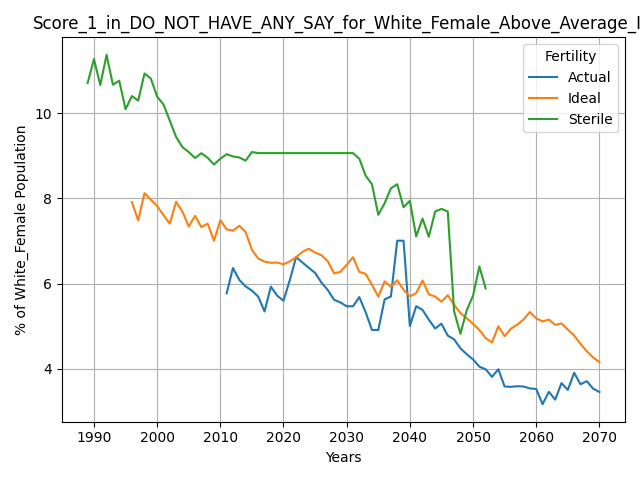 Score_1_in_DO_NOT_HAVE_ANY_SAY_for_White_Female_Above_Average_I
Fertility
Actual
Ideal
Sterile
% of White_Female Population
10
8
6
4
1990 2000 2010 2020 2030 2040 2050 2060 2070
Years